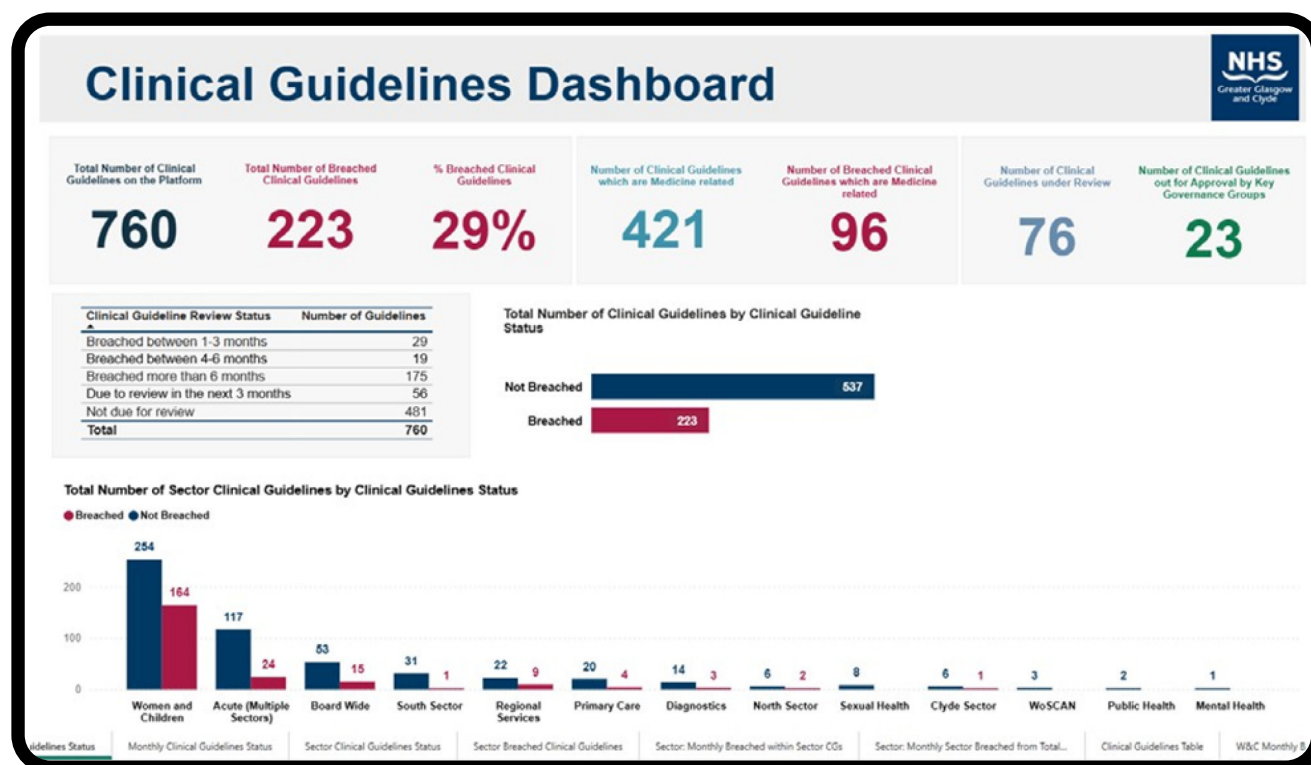 Clinical Guidelines Dashboard
NHS
Greater Glasgow
and Clyde
Total Number of Clinical
Guidelines on the Platform
760
Total Number of Breached
Clinical Guidelines
223
% Breached Clinical
Guidelines
29%
Number of Clinical Guidelines
which are Medicine related
421
Number of Breached Clinical
Guidelines which are Medicine
related
96
Number of Clinical
Guidelines under Review
76
Number of Clinical Guidelines
out for Approval by Key
Governance Groups
23
Clinical Guideline Review Status Number of Guidelines
Breached between 1-3 months 29
Breached between 4-6 months 19
Breached more than 6 months 175
Due to review in the next 3 months 56
Not due for review 481
Total 760
Total Number of Clinical Guidelines by Clinical Guideline
Status
Not Breached 537
Breached 223
Total Number of Sector Clinical Guidelines by Clinical Guidelines Status
Breached Not Breached
200
100
0
254 164
117 24
53 15
31 1
22 9
20 4
14 3
6 2
8
6 1
3
2
1
Women and
Children
Acute (Multiple
Sectors)
Board Wide
South Sector
Regional
Services
Primary Care
Diagnostics
North Sector
Sexual Health
Clyde Sector
WoSCAN
Public Health
Mental Health
uidelines Status
Monthly Clinical Guidelines Status
Sector Clinical Guidelines Status
Sector Breached Clinical Guidelines
Sector: Monthly Breached within Sector CGs
Sector: Monthly Sector Breached from Total...
Clinical Guidelines Table
W&C Monthly B